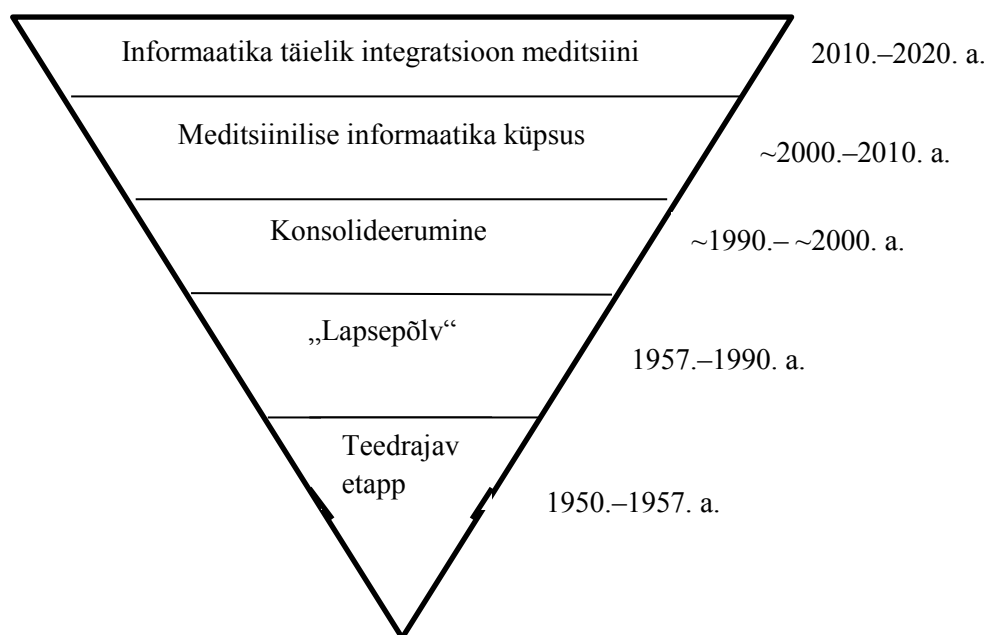 Informaatika täielik integratsioon meditsiini
2010.–2020. a.
Meditsiinilise informaatika küpsus
~2000.–2010. a.
Konsolideerumine
~1990.– ~2000. a.
„Lapsepõlv“
1957.–1990. a.
Teedrajav
etapp
1950.–1957. a.